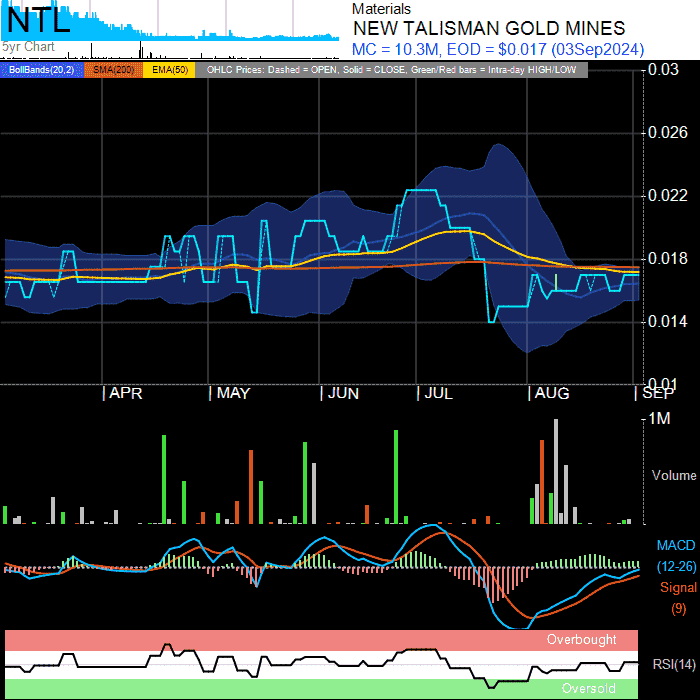 NTL
5yr Chart
Materials
NEW TALISMAN GOLD MINES
MC = 10.3M, EOD = $0.017 (03Sep2024)
BollBands(20,2) SMA(200) EMA(50) OHLC Prices: Dashed = OPEN, Solid = CLOSE, Green/Red bars = Intra-day HIGH/LOW
0.03
0.026
0.022
0.018
0.014
0.01
| APR | MAY | JUN | JUL | AUG | SEP
1M
Volume
MACD
(12-26)
Signal
(9)
Overbought
RSI(14)
Oversold